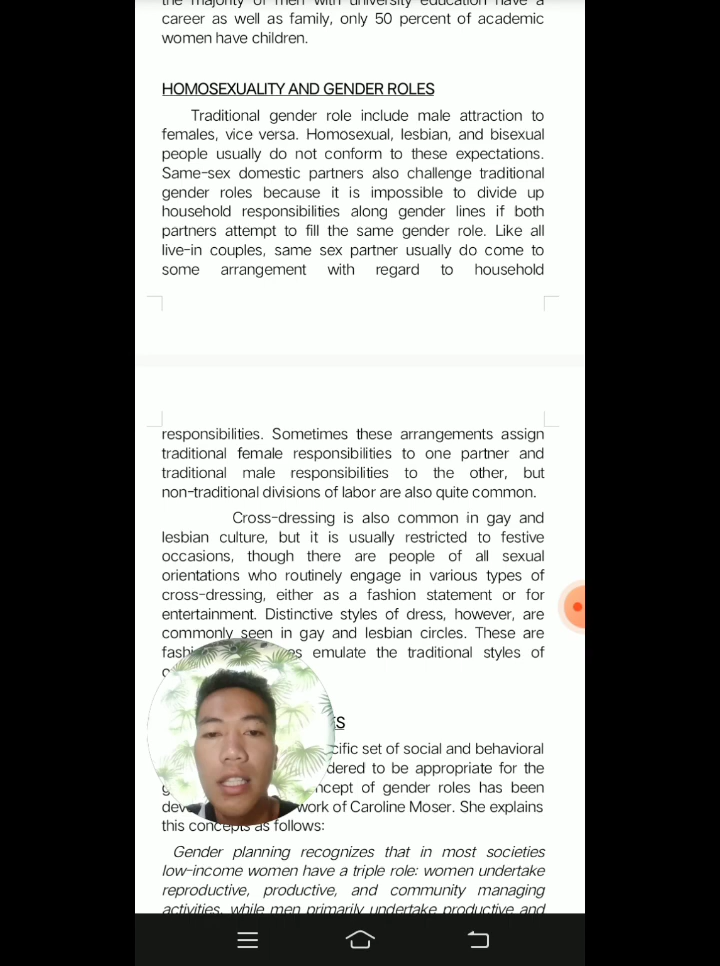 the majority of men with university education have a
career as well as family, only 50 percent of academic
women have children.
HOMOSEXUALITY AND GENDER ROLES
Traditional gender role include male attraction to
females, vice versa. Homosexual, lesbian, and bisexual
people usually do not conform to these expectations.
Same-sex domestic partners also challenge traditional
gender roles because it is impossible to divide up
household responsibilities along gender lines if both
partners attempt to fill the same gender role. Like all
live-in couples, same sex partner usually do come to
some arrangement with regard to household
responsibilities. Sometimes these arrangements assign
traditional female responsibilities to one partner and
traditional male responsibilities to the other, but
non-traditional divisions of labor are also quite common.
Cross-dressing is also common in gay and
lesbian culture, but it is usually restricted to festive
occasions, though there are people of all sexual
orientations who routinely engage in various types of
cross-dressing, either as a fashion statement or for
entertainment. Distinctive styles of dress, however, are
commonly seen in gay and lesbian circles. These are
emulate the traditional styles of
set of social and behavioral
to be appropriate for the
of gender roles has been
work of Caroline Moser. She explains
this concepts as follows:
Gender planning recognizes that in most societies
low-income women have a triple role: women undertake
reproductive, productive, and community managing
activities, while men primarily undertake productive and